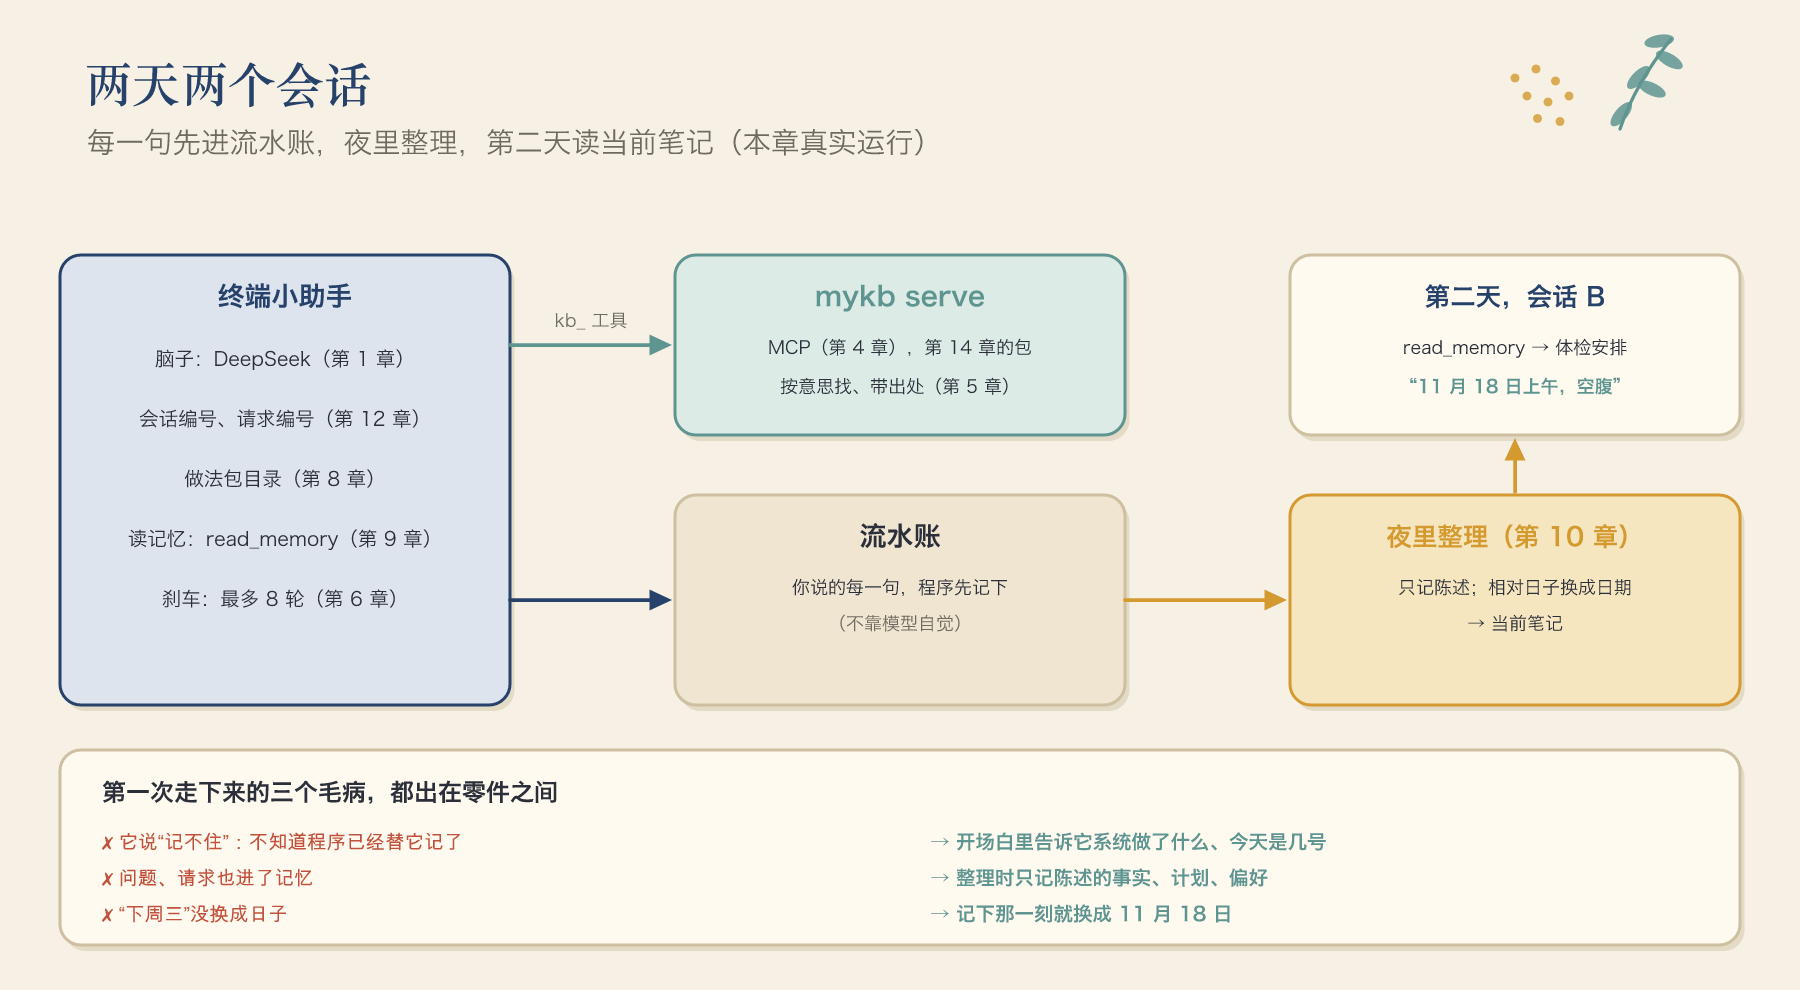 两天两个会话
每一句先进流水账，夜里整理，第二天读当前笔记（本章真实运行）
终端小助手
脑子：DeepSeek（第 1 章）
会话编号、请求编号（第 12 章）
做法包目录（第 8 章）
读记忆：read_memory（第 9 章）
刹车：最多 8 轮（第 6 章）
kb_ 工具
mykb serve
MCP（第 4 章），第 14 章的包
按意思找、带出处（第 5 章）
流水账
你说的每一句，程序先记下
（不靠模型自觉）
第二天，会话 B
read_memory → 体检安排
“11 月 18 日上午，空腹”
夜里整理（第 10 章）
只记陈述；相对日子换成日期
→ 当前笔记
第一次走下来的三个毛病，都出在零件之间
✗ 它说“记不住”：不知道程序已经替它记了
→ 开场白里告诉它系统做了什么、今天是几号
✗ 问题、请求也进了记忆
→ 整理时只记陈述的事实、计划、偏好
✗ “下周三”没换成日子
→ 记下那一刻就换成 11 月 18 日